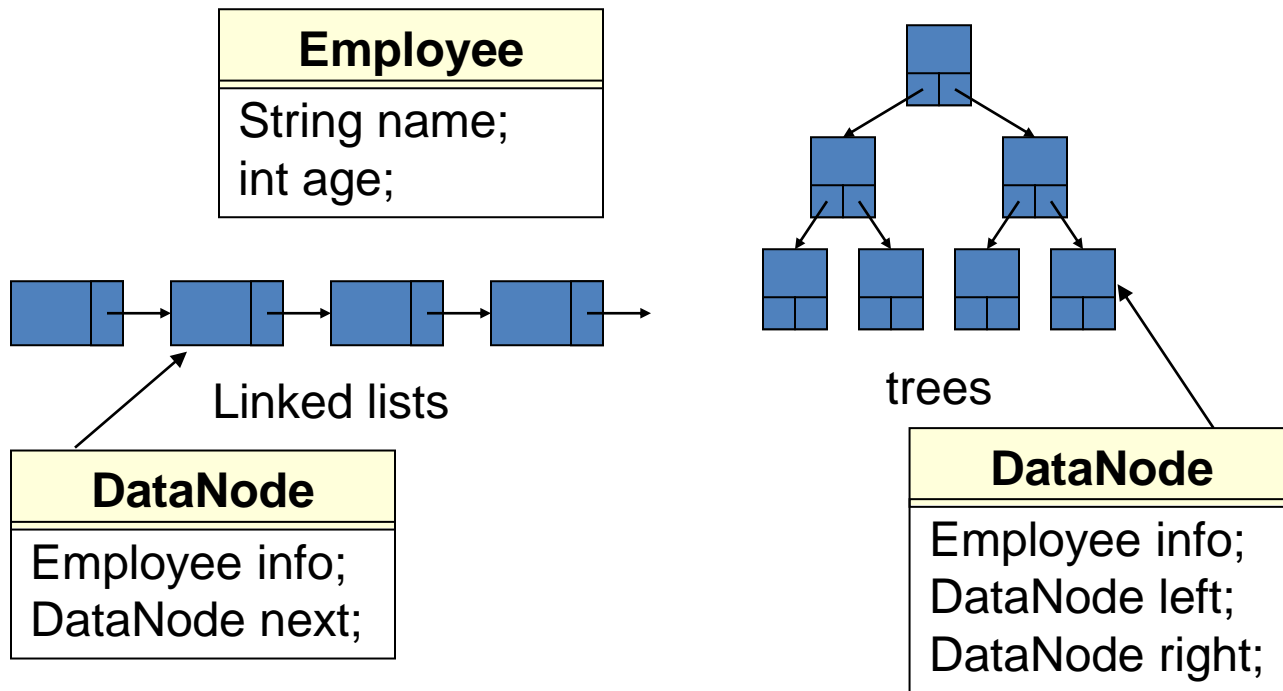 Employee
String name;
int age;
Linked lists
trees
DataNode
Employee info;
DataNode next;
DataNode
Employee info;
DataNode left;
DataNode right;